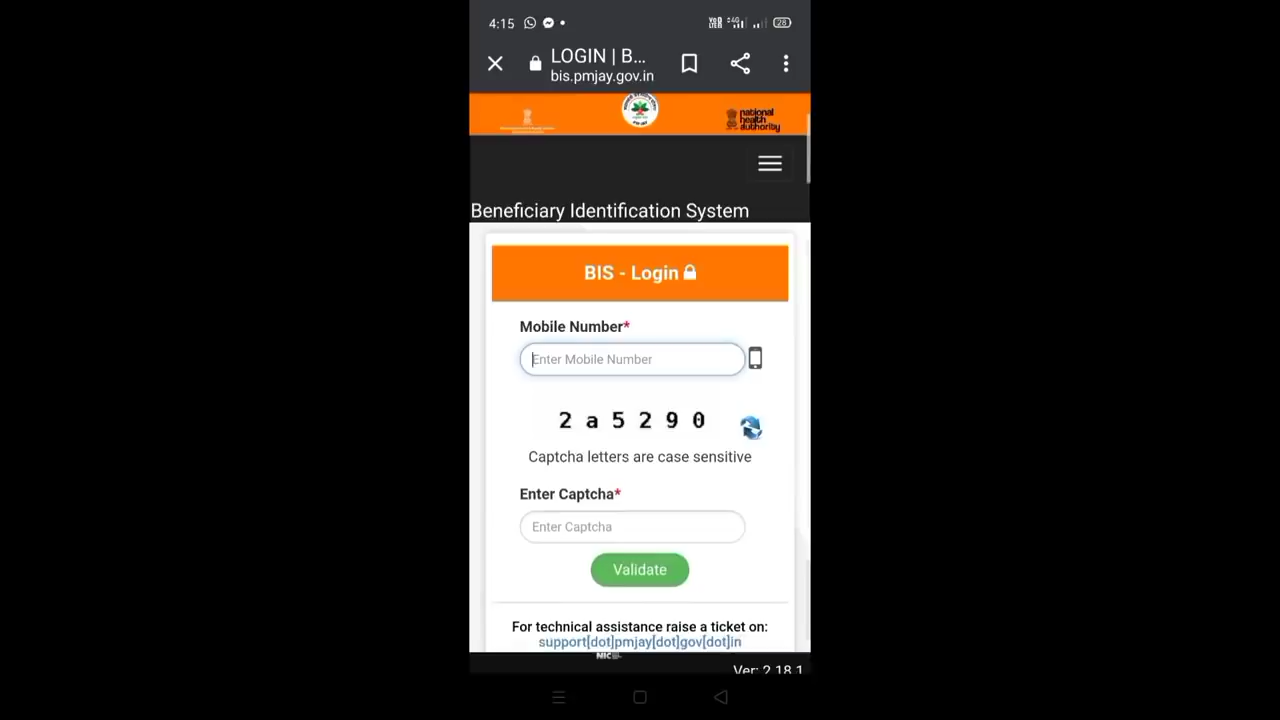 4:15
28
LOGIN | B...
bis.pmjay.gov.in
national
health
authority
Beneficiary Identification System
BIS - Login
Mobile Number*
Enter Mobile Number
2 a 5 2 9 0
Captcha letters are case sensitive
Enter Captcha*
Enter Captcha
Validate
For technical assistance raise a ticket on:
support[dot]pmjay[dot]gov[dot]in
NIC
Ver: 2.18.1